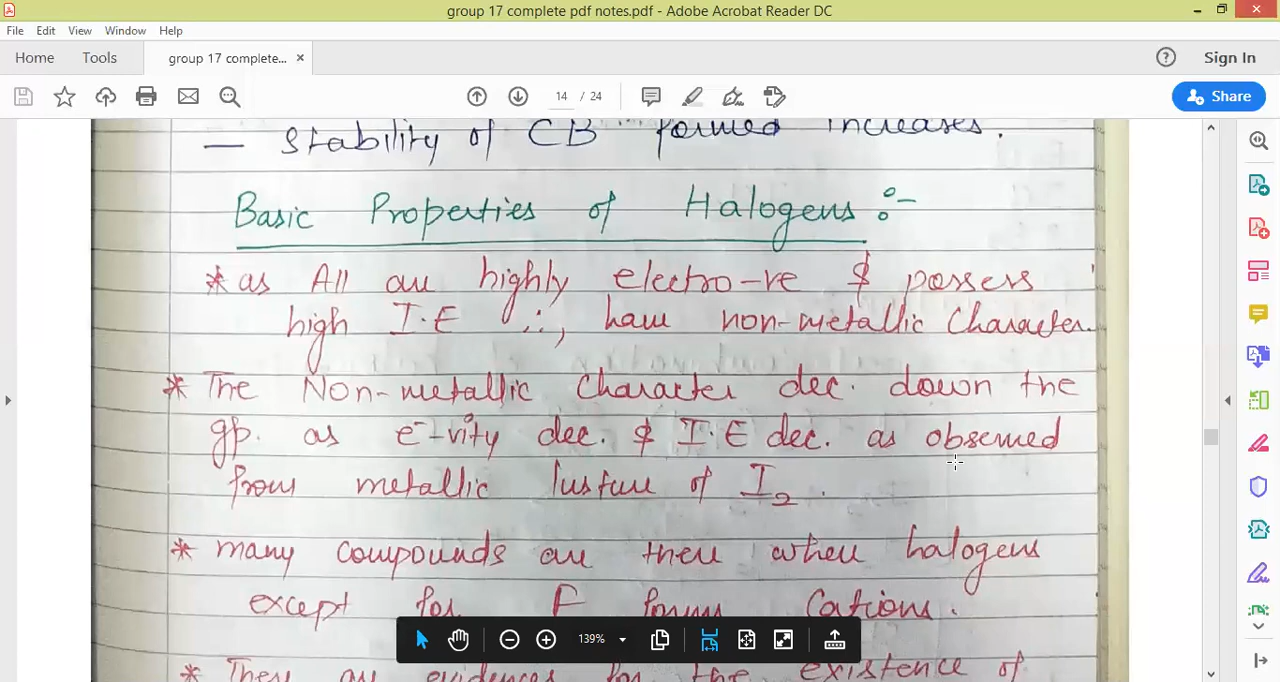 group 17 complete pdf notes.pdf - Adobe Acrobat Reader DC
File Edit View Window Help
Home Tools group 17 complete... ×
Sign In
14 / 24
Share
— Stability of CB formed increases.
Basic Properties of Halogens :-
* as All are highly electro-ve & possess
high I.E ∴, have non-metallic Character.
* The Non-metallic Character dec. down the
gp. as e⁻-vity dec. & I.E dec. as observed
from metallic lusture of I₂.
* many compounds are there where halogens
except for F forms Cations.
139%
* These are evidences for the existence of